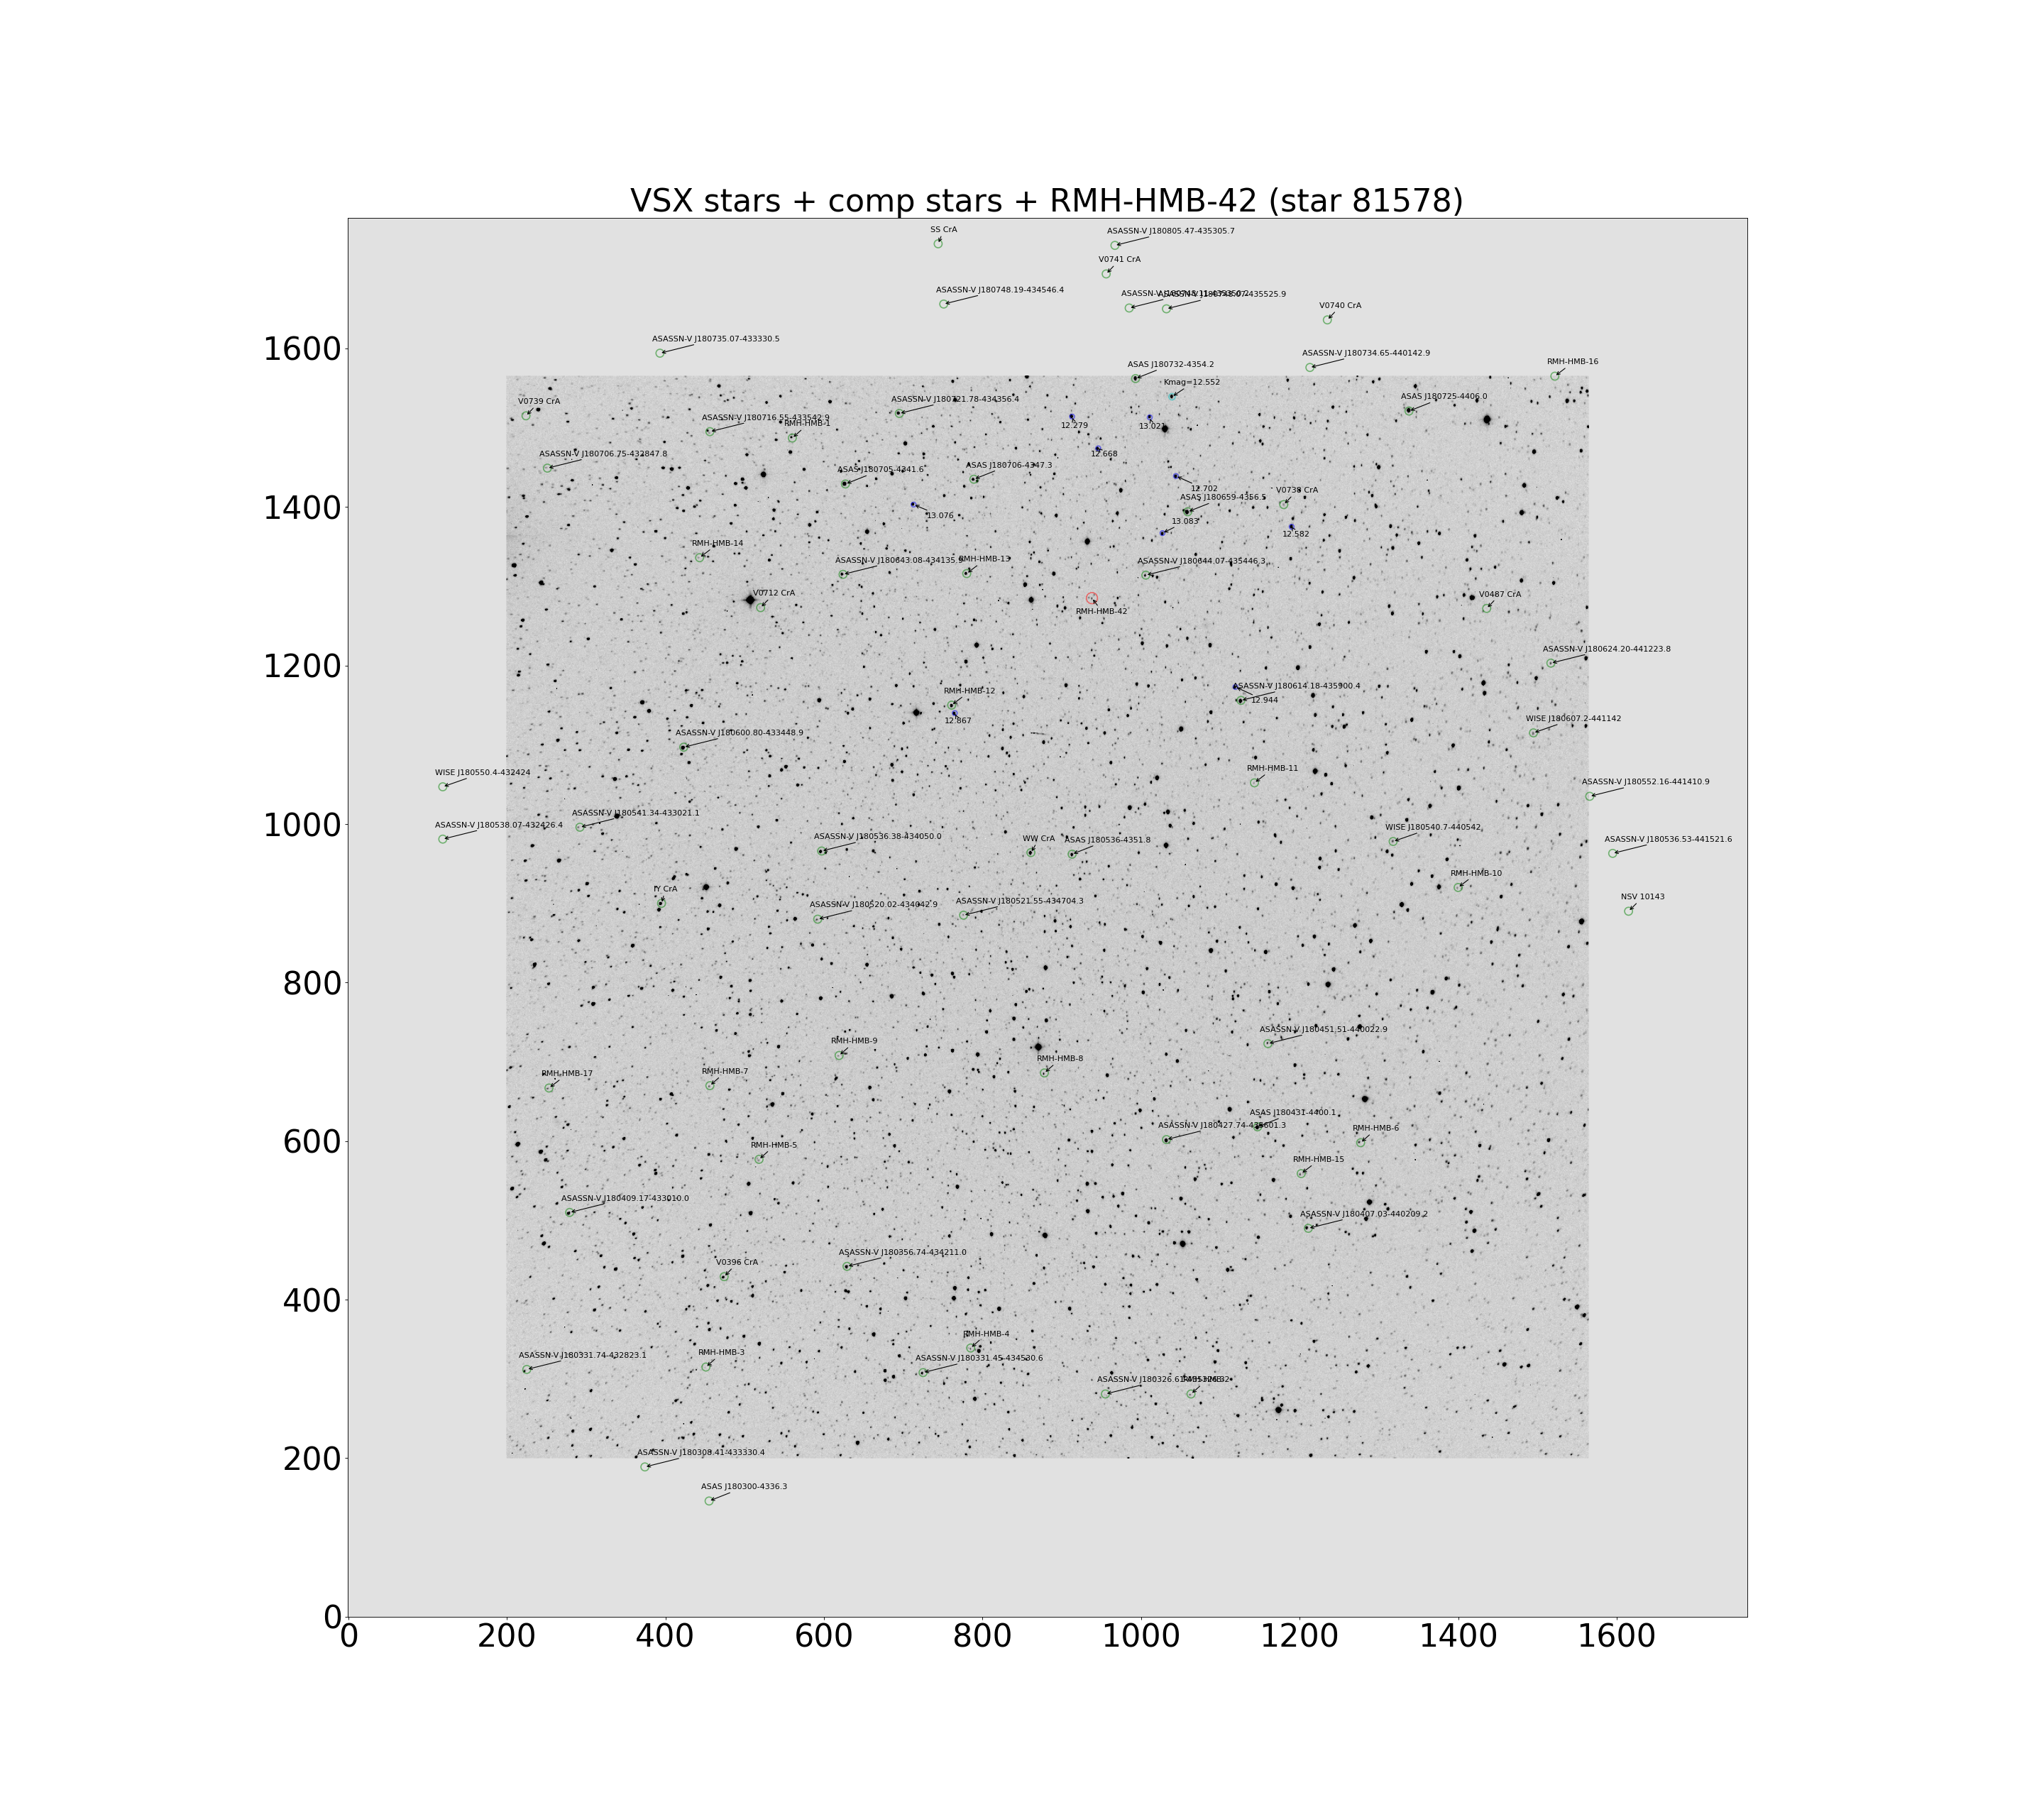 VSX stars + comp stars + RMH-HMB-42 (star 81578)
SS CrA
ASASSN-V J180805.47-435305.7
V0741 CrA
ASASSN-V J180748.19-434546.4
V0740 CrA
ASASSN-V J180735.07-433330.5
ASASSN-V J180734.65-440142.9
1600
ASAS J180732-4354.2
RMH-HMB-16
Kmag=12.552
V0739 CrA
ASASSN-V J180721.78-434356.4
ASAS J180725-4406.0
ASASSN-V J180716.55-433542.9
RMH-HMB-1
12.279
13.021
ASASSN-V J180706.75-432847.8
12.668
ASAS J180705-4341.6
ASAS J180706-4347.3
12.702
V0738 CrA
ASAS J180659-4356.5
1400
13.076
13.083
12.582
RMH-HMB-14
ASASSN-V J180643.08-434135.9
RMH-HMB-13
ASASSN-V J180644.07-435446.3
V0712 CrA
RMH-HMB-42
V0487 CrA
1200
ASASSN-V J180624.20-441223.8
RMH-HMB-12
ASASSN-V J180614.18-435900.4
12.944
12.867
WISE J180607.2-441142
ASASSN-V J180600.80-433448.9
WISE J180550.4-432424
RMH-HMB-11
ASASSN-V J180552.16-441410.9
1000
ASASSN-V J180541.34-433021.1
ASASSN-V J180538.07-432426.4
ASASSN-V J180536.38-434050.0
WW CrA
ASAS J180536-4351.8
WISE J180540.7-440542
ASASSN-V J180536.53-441521.6
RMH-HMB-10
IY CrA
ASASSN-V J180520.02-434042.9
ASASSN-V J180521.55-434704.3
NSV 10143
800
ASASSN-V J180451.51-440022.9
RMH-HMB-9
RMH-HMB-8
RMH-HMB-17
RMH-HMB-7
600
ASAS J180431-4400.1
ASASSN-V J180427.74-435601.3
RMH-HMB-6
RMH-HMB-5
RMH-HMB-15
ASASSN-V J180409.17-433010.0
ASASSN-V J180407.03-440209.2
ASASSN-V J180356.74-434211.0
V0396 CrA
400
RMH-HMB-4
RMH-HMB-3
ASASSN-V J180331.74-432823.1
ASASSN-V J180331.45-434530.6
200
ASASSN-V J180308.41-433330.4
ASAS J180300-4336.3
0
0 200 400 600 800 1000 1200 1400 1600